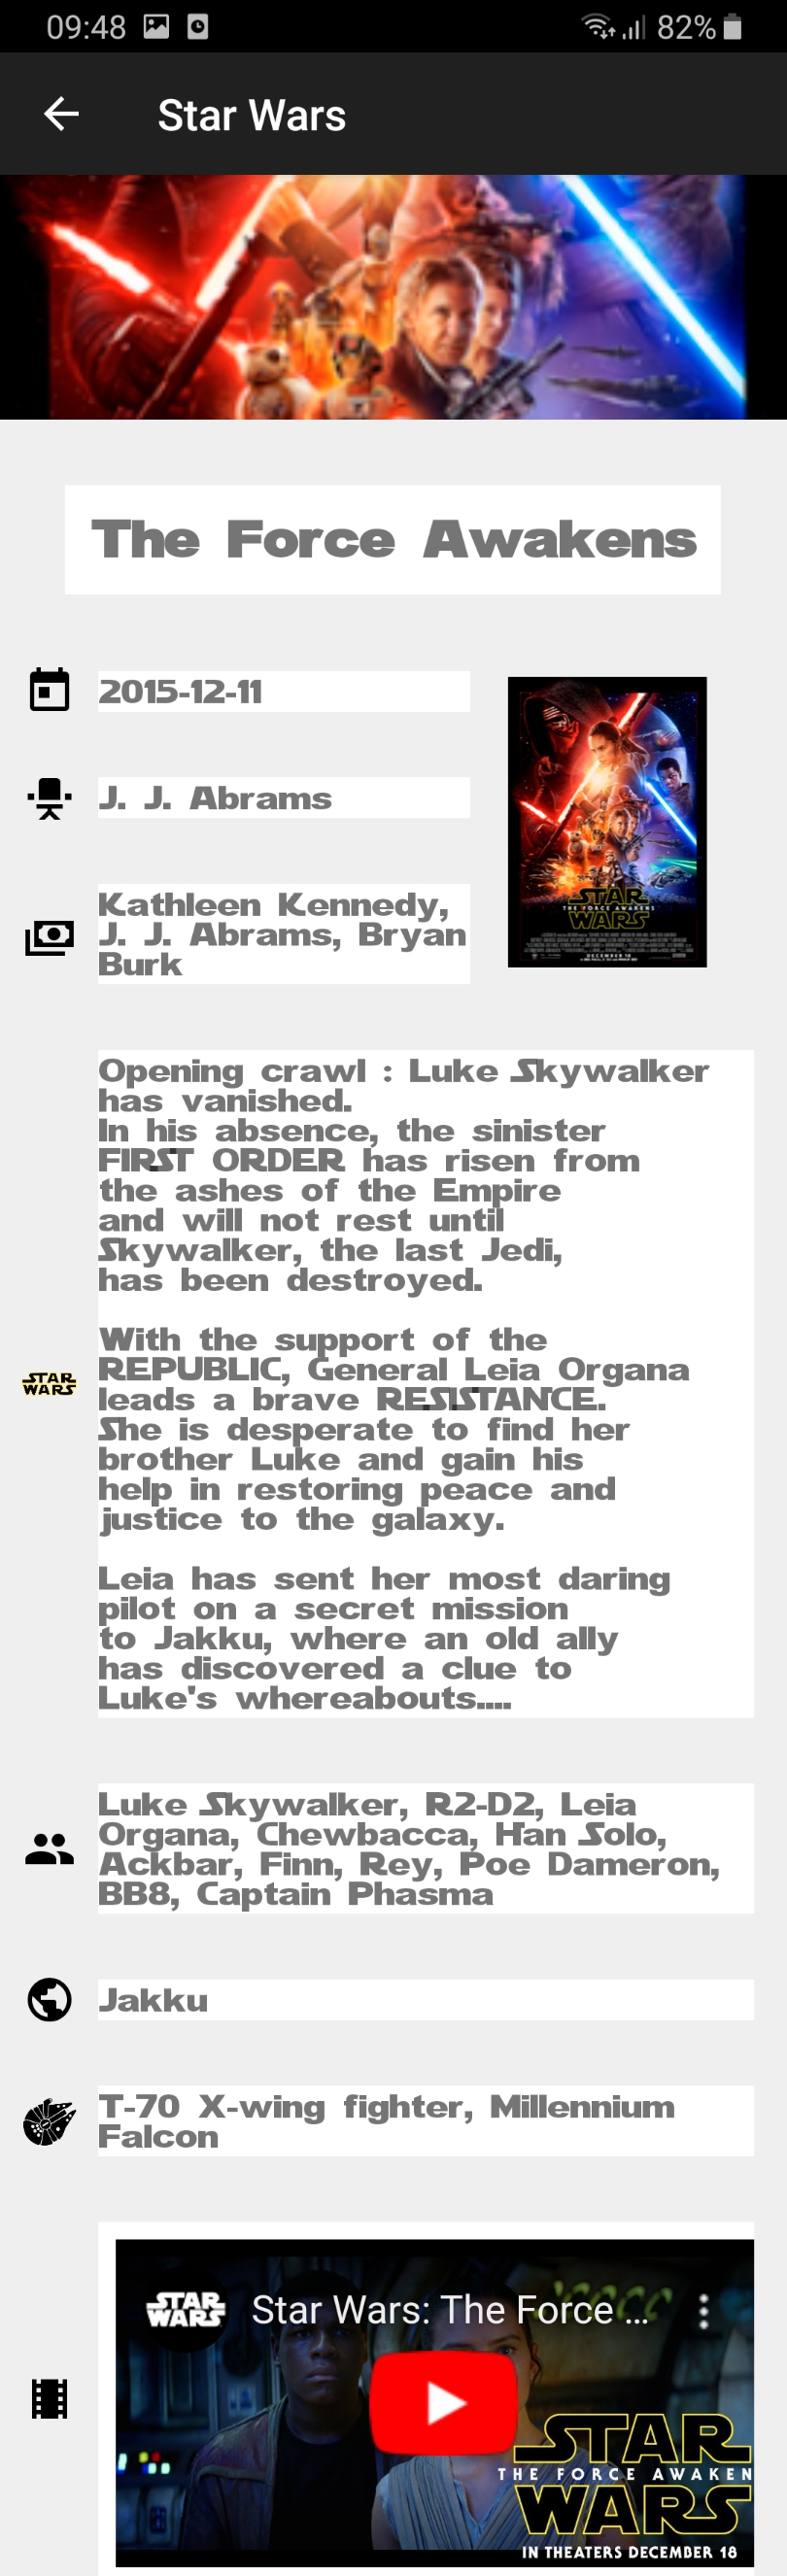 09:48
82%
Star Wars
The Force Awakens
2015-12-11
J. J. Abrams
Kathleen Kennedy,
J. J. Abrams, Bryan
Burk
STAR
WARS
THE FORCE AWAKENS
DECEMBER 18
Opening crawl : Luke Skywalker
has vanished.
In his absence, the sinister
FIRST ORDER has risen from
the ashes of the Empire
and will not rest until
Skywalker, the last Jedi,
has been destroyed.
With the support of the
REPUBLIC, General Leia Organa
leads a brave RESISTANCE.
She is desperate to find her
brother Luke and gain his
help in restoring peace and
justice to the galaxy.
Leia has sent her most daring
pilot on a secret mission
to Jakku, where an old ally
has discovered a clue to
Luke's whereabouts....
STAR
WARS
Luke Skywalker, R2-D2, Leia
Organa, Chewbacca, Han Solo,
Ackbar, Finn, Rey, Poe Dameron,
BB8, Captain Phasma
Jakku
T-70 X-wing fighter, Millennium
Falcon
STAR
WARS
Star Wars: The Force ...
STAR
THE FORCE AWAKEN
WARS
IN THEATERS DECEMBER 18